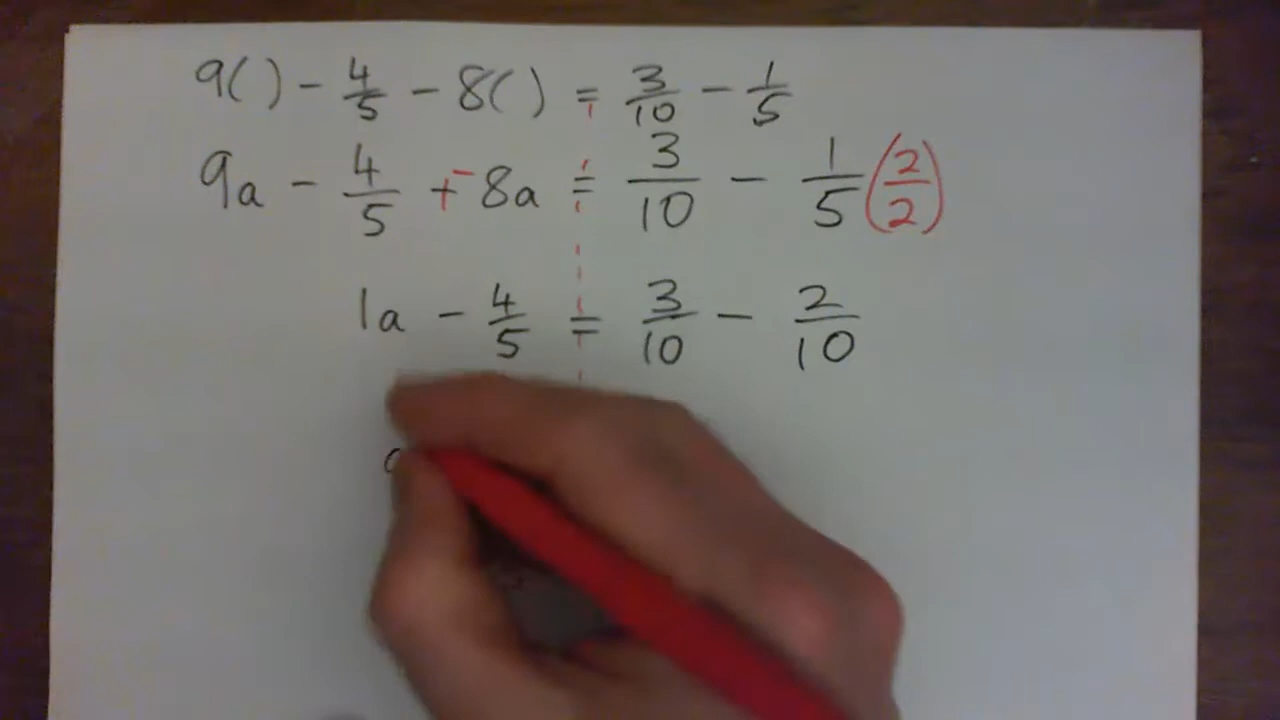 9( ) - 4/5 - 8( ) = 3/10 - 1/5
9a - 4/5 + -8a = 3/10 - 1/5 (2/2)
1a - 4/5 = 3/10 - 2/10